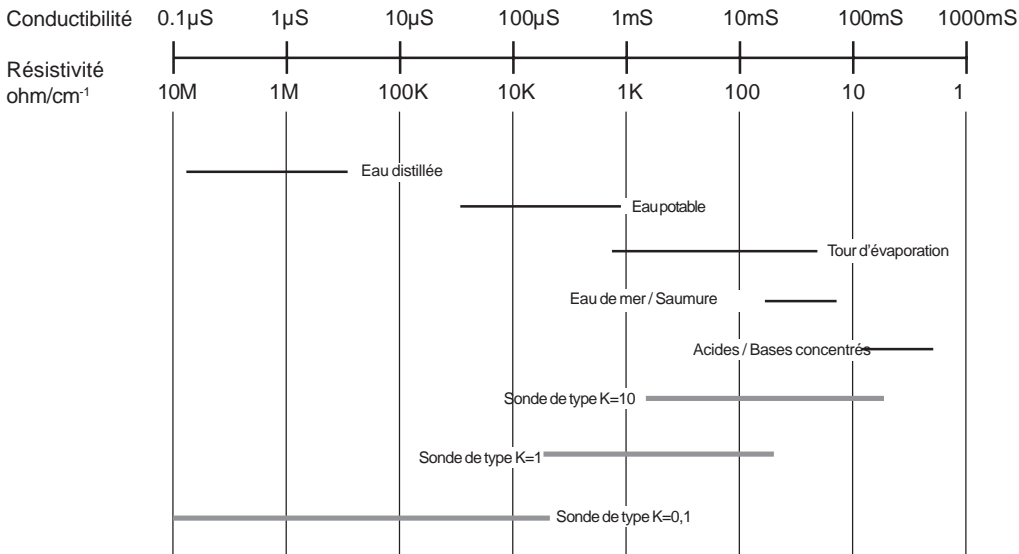 Conductibilité 0.1µS 1µS 10µS 100µS 1mS 10mS 100mS 1000mS
Résistivité
ohm/cm-1 10M 1M 100K 10K 1K 100 10 1
Eau distillée
Eau potable
Tour d'évaporation
Eau de mer / Saumure
Acides / Bases concentrés
Sonde de type K=10
Sonde de type K=1
Sonde de type K=0,1